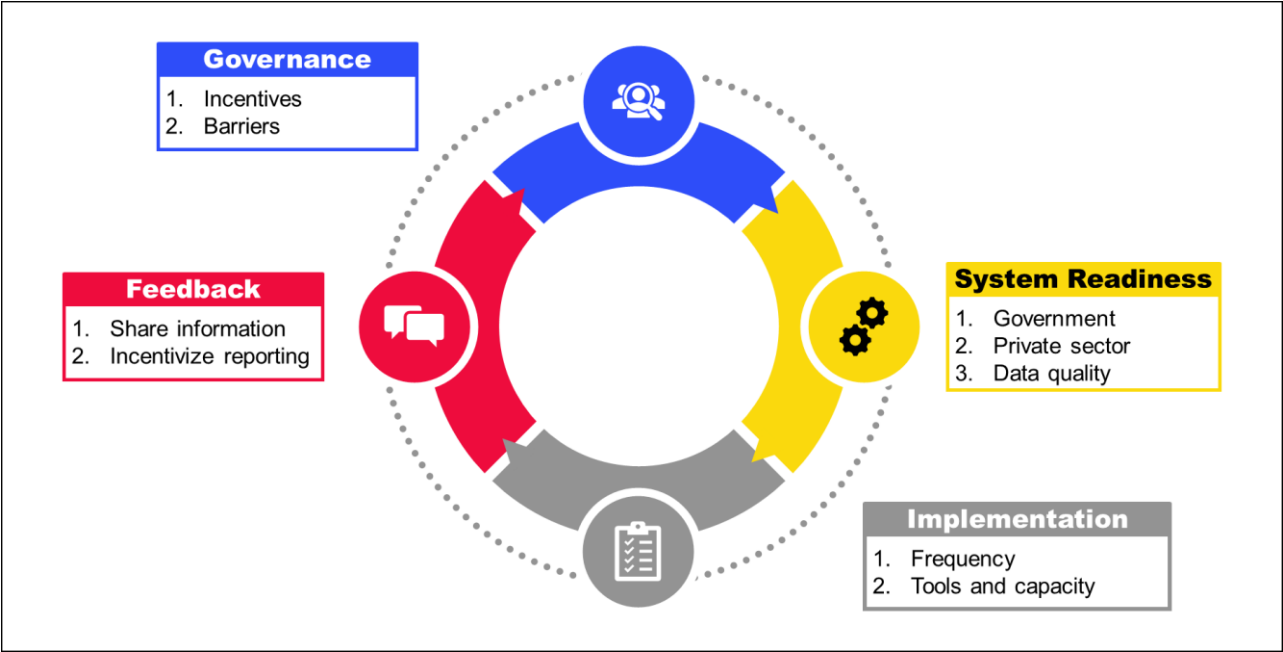 Governance
1. Incentives
2. Barriers
Feedback
1. Share information
2. Incentivize reporting
System Readiness
1. Government
2. Private sector
3. Data quality
Implementation
1. Frequency
2. Tools and capacity